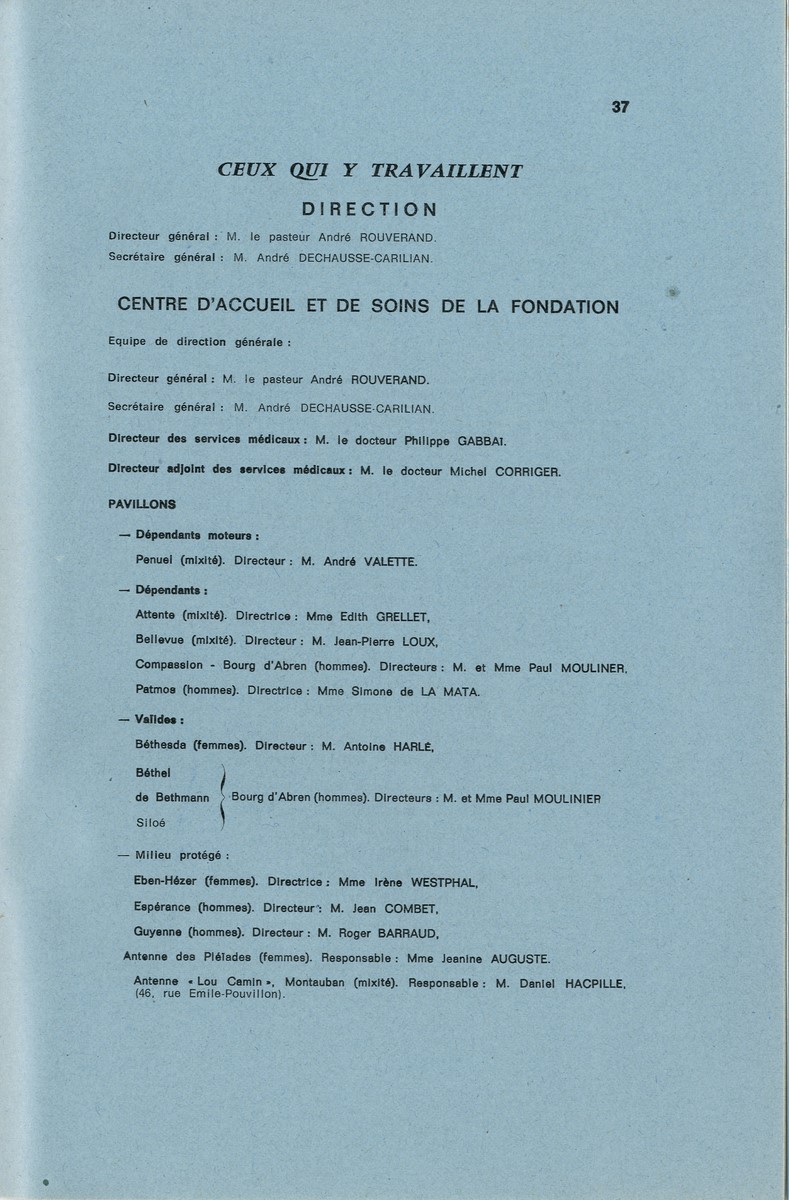 37
CEUX QUI Y TRAVAILLENT
DIRECTION
Directeur général : M. le pasteur André ROUVERAND.
Secrétaire général : M. André DECHAUSSE-CARILIAN.
CENTRE D'ACCUEIL ET DE SOINS DE LA FONDATION
Equipe de direction générale :
Directeur général : M. le pasteur André ROUVERAND.
Secrétaire général : M. André DECHAUSSE-CARILIAN.
Directeur des services médicaux : M. le docteur Philippe GABBAI.
Directeur adjoint des services médicaux : M. le docteur Michel CORRIGER.
PAVILLONS
— Dépendants moteurs :
Penuel (mixité). Directeur : M. André VALETTE.
— Dépendants :
Attente (mixité). Directrice : Mme Edith GRELLET,
Bellevue (mixité). Directeur : M. Jean-Pierre LOUX,
Compassion - Bourg d'Abren (hommes). Directeurs : M. et Mme Paul MOULINER,
Patmos (hommes). Directrice : Mme Simone de LA MATA.
— Valides :
Béthesda (femmes). Directeur : M. Antoine HARLÉ,
Béthel
de Bethmann } Bourg d'Abren (hommes). Directeurs : M. et Mme Paul MOULINIER
Siloé
— Milieu protégé :
Eben-Hézer (femmes). Directrice : Mme Irène WESTPHAL,
Espérance (hommes). Directeur : M. Jean COMBET,
Guyenne (hommes). Directeur : M. Roger BARRAUD,
Antenne des Pléiades (femmes). Responsable : Mme Jeanine AUGUSTE.
Antenne « Lou Camin », Montauban (mixité). Responsable : M. Daniel HACPILLE,
(46, rue Emile-Pouvillon).